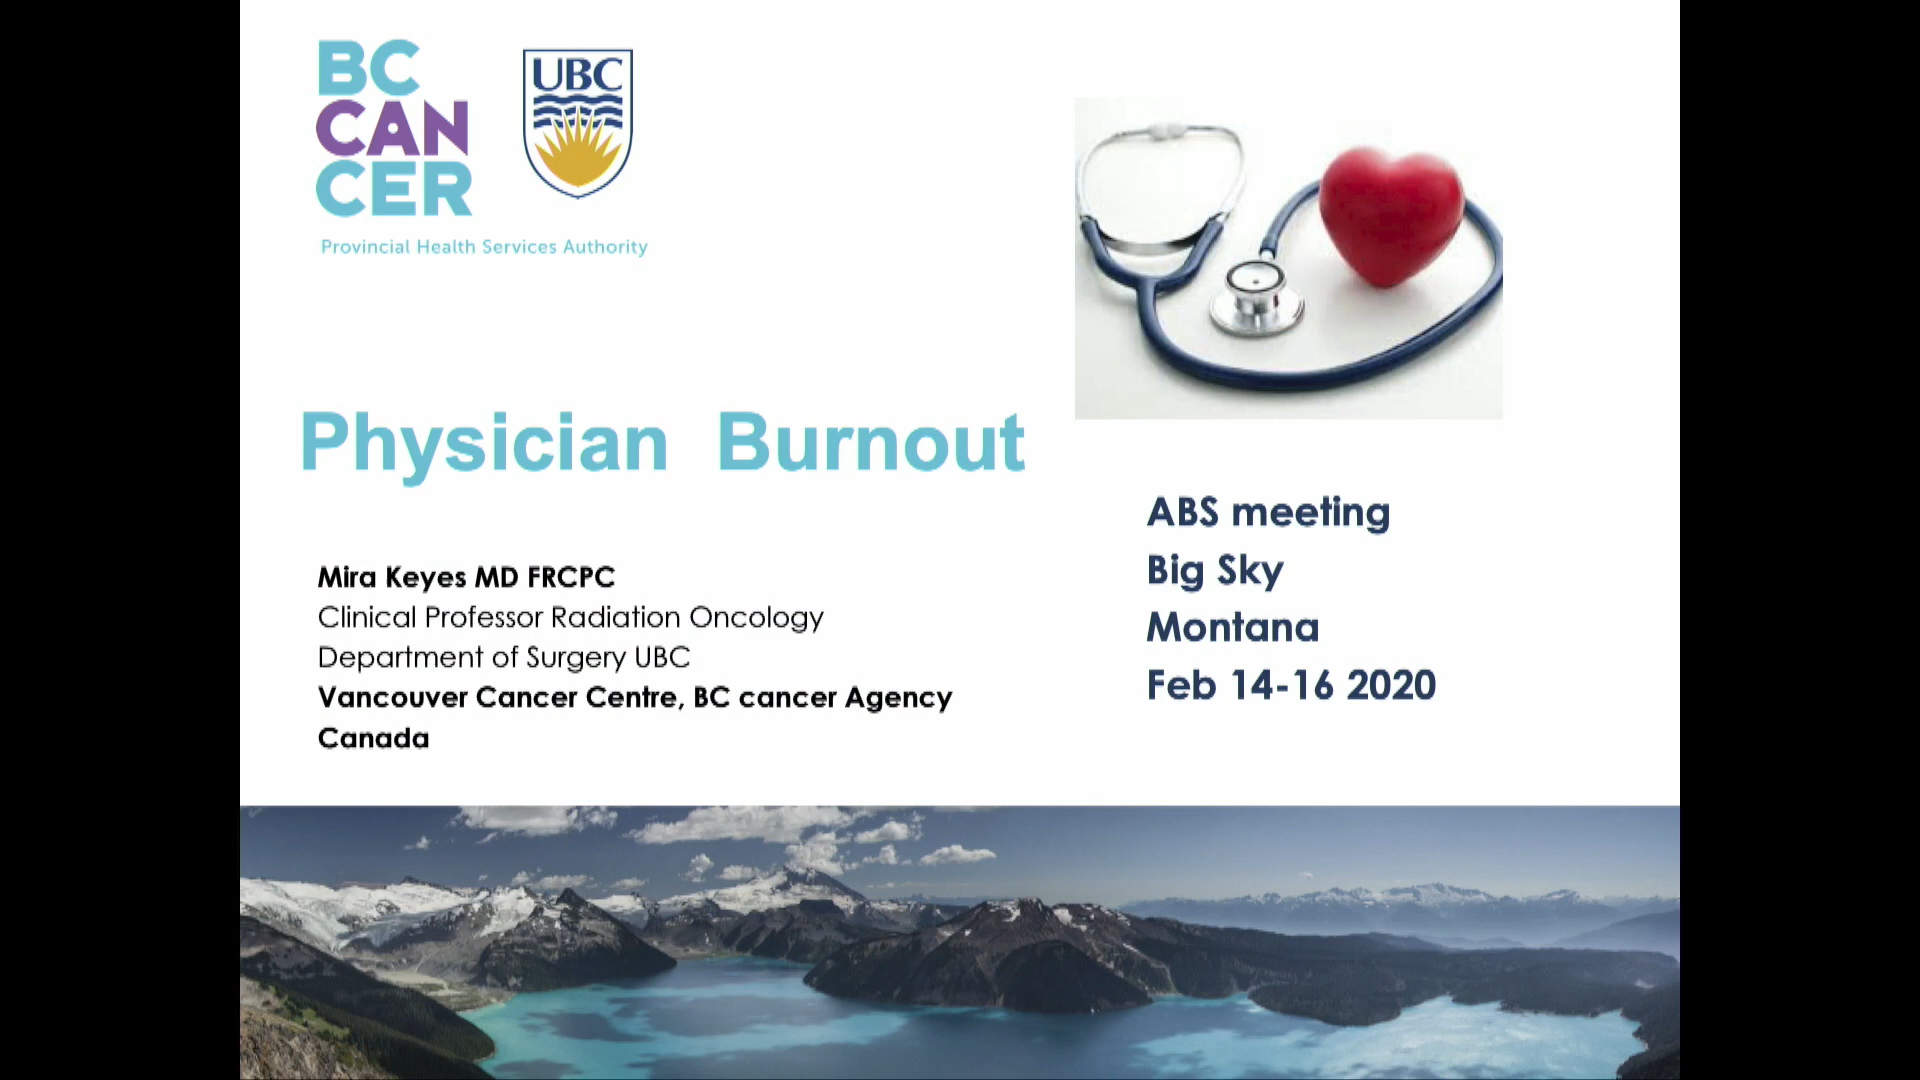 BC
CAN
CER
UBC
Provincial Health Services Authority
Physician Burnout
Mira Keyes MD FRCPC
Clinical Professor Radiation Oncology
Department of Surgery UBC
Vancouver Cancer Centre, BC cancer Agency
Canada
ABS meeting
Big Sky
Montana
Feb 14-16 2020